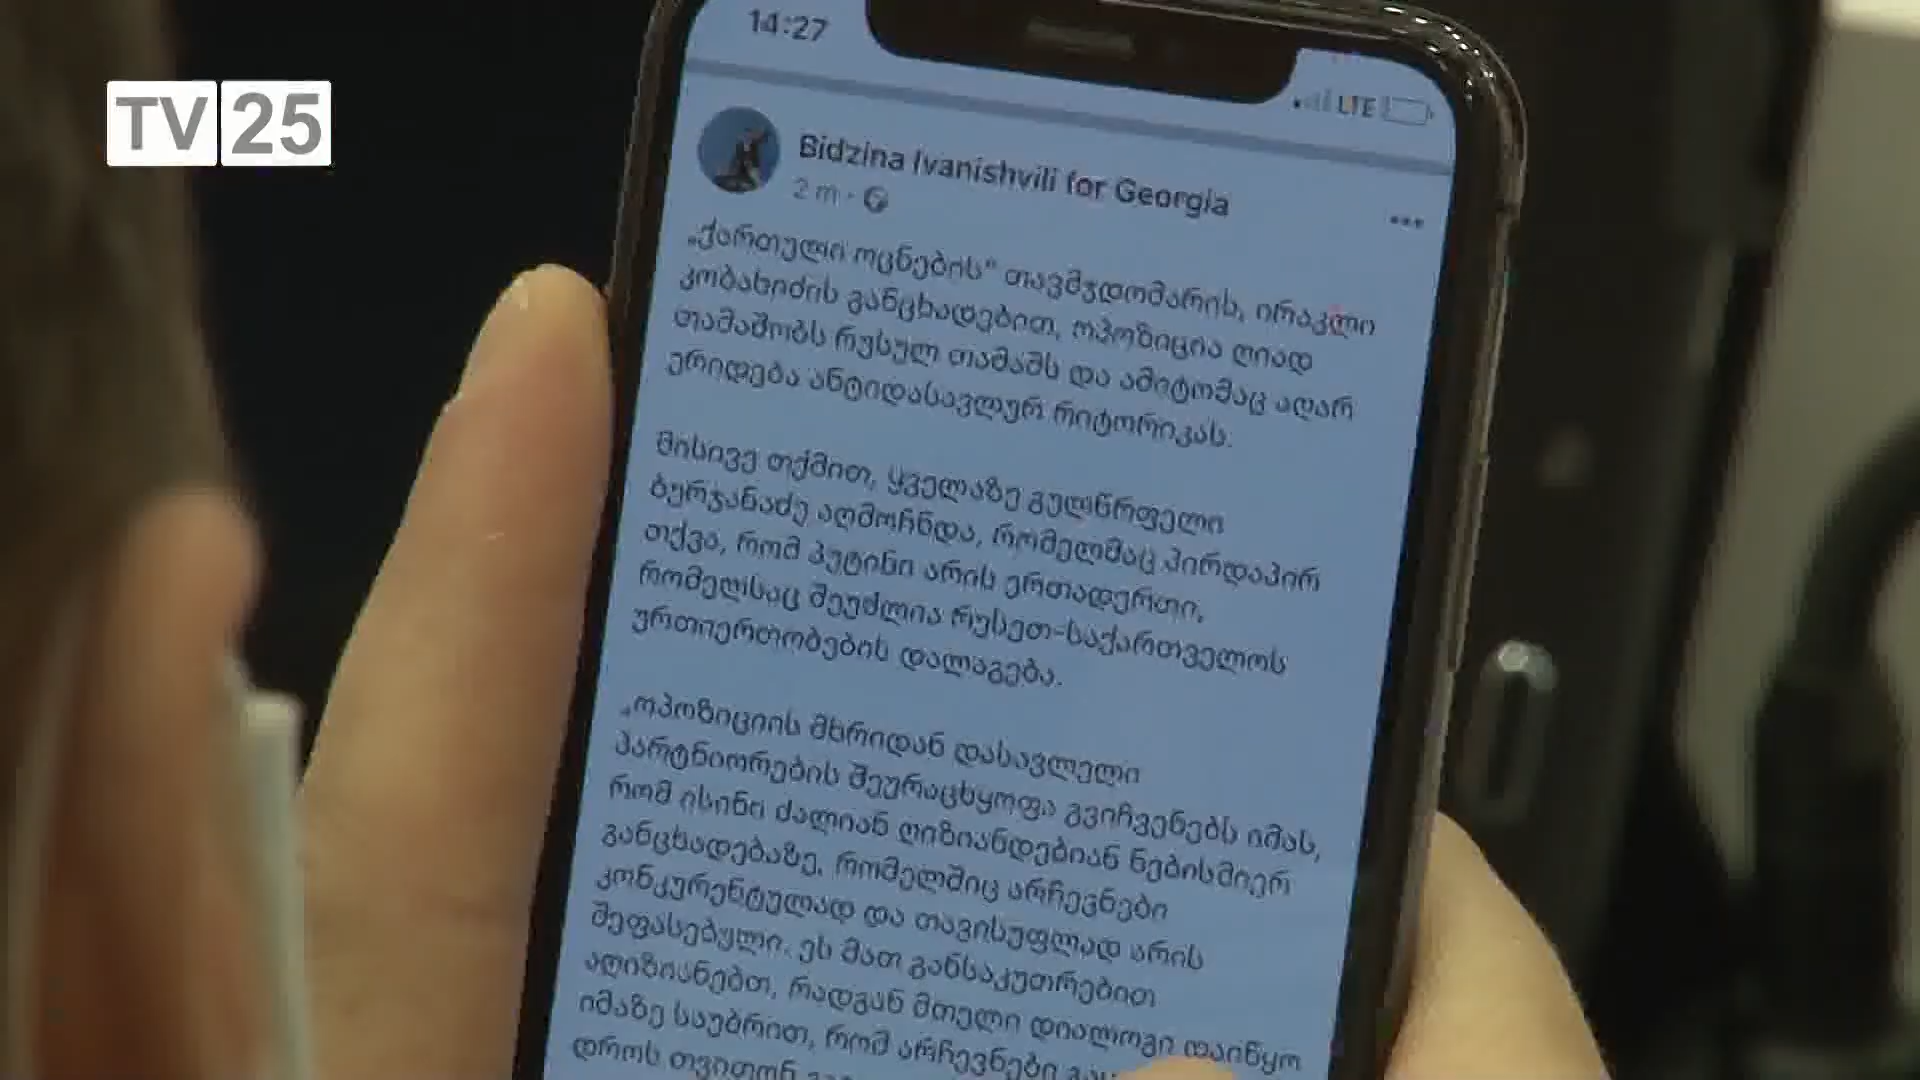 14:27
LTE
TV 25
Bidzina Ivanishvili for Georgia
2 m ·
„ქართული ოცნების“ თავმჯდომარის, ირაკლი
კობახიძის განცხადებით, ოპოზიცია ღიად
თამაშობს რუსულ თამაშს და ამიტომაც აღარ
ერიდება ანტიდასავლურ რიტორიკას.
მისივე თქმით, ყველაზე გულწრფელი
ბურჯანაძე აღმოჩნდა, რომელმაც პირდაპირ
თქვა, რომ პუტინი არის ერთადერთი,
რომელსაც შეუძლია რუსეთ-საქართველოს
ურთიერთობების დალაგება.
„ოპოზიციის მხრიდან დასავლელი
პარტნიორების შეურაცხყოფა გვიჩვენებს იმას,
რომ ისინი ძალიან ღიზიანდებიან ნებისმიერ
განცხადებაზე, რომელშიც არჩევნები
კონკურენტულად და თავისუფლად არის
შეფასებული. ეს მათ განსაკუთრებით
აღიზიანებთ, რადგან მთელი დიალოგი დაიწყო
იმაზე საუბრით, რომ არჩევნები
დროს თვითონ